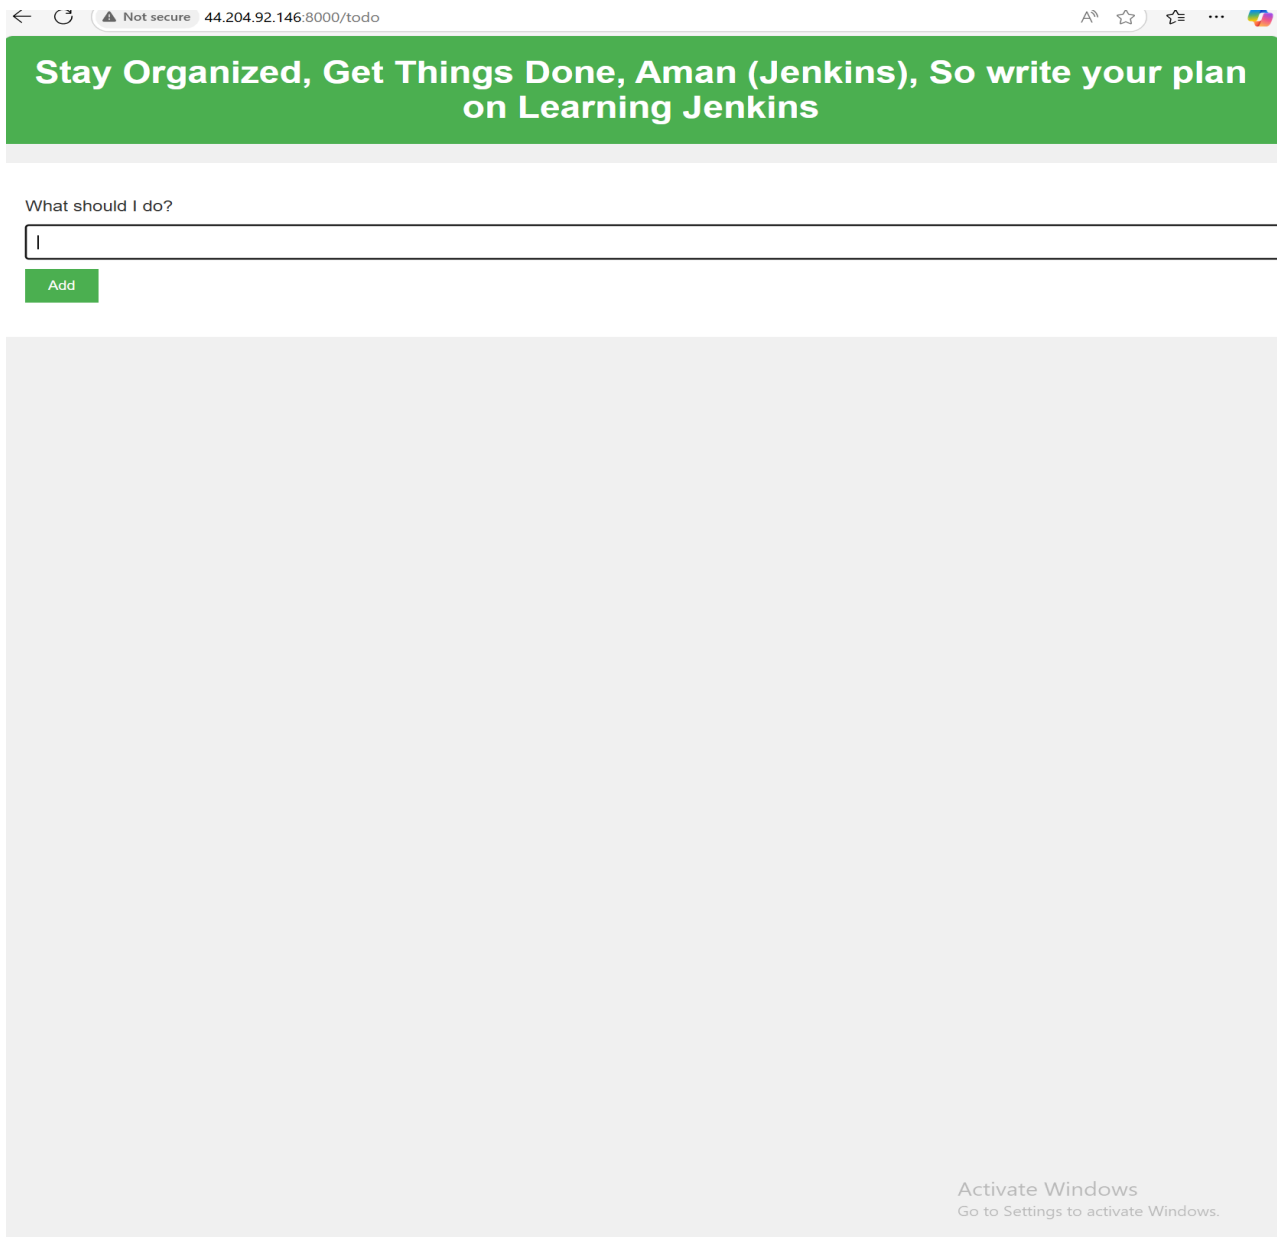 Not secure 44.204.92.146:8000/todo
Stay Organized, Get Things Done, Aman (Jenkins), So write your plan
on Learning Jenkins
What should I do?
Add
Activate Windows
Go to Settings to activate Windows.